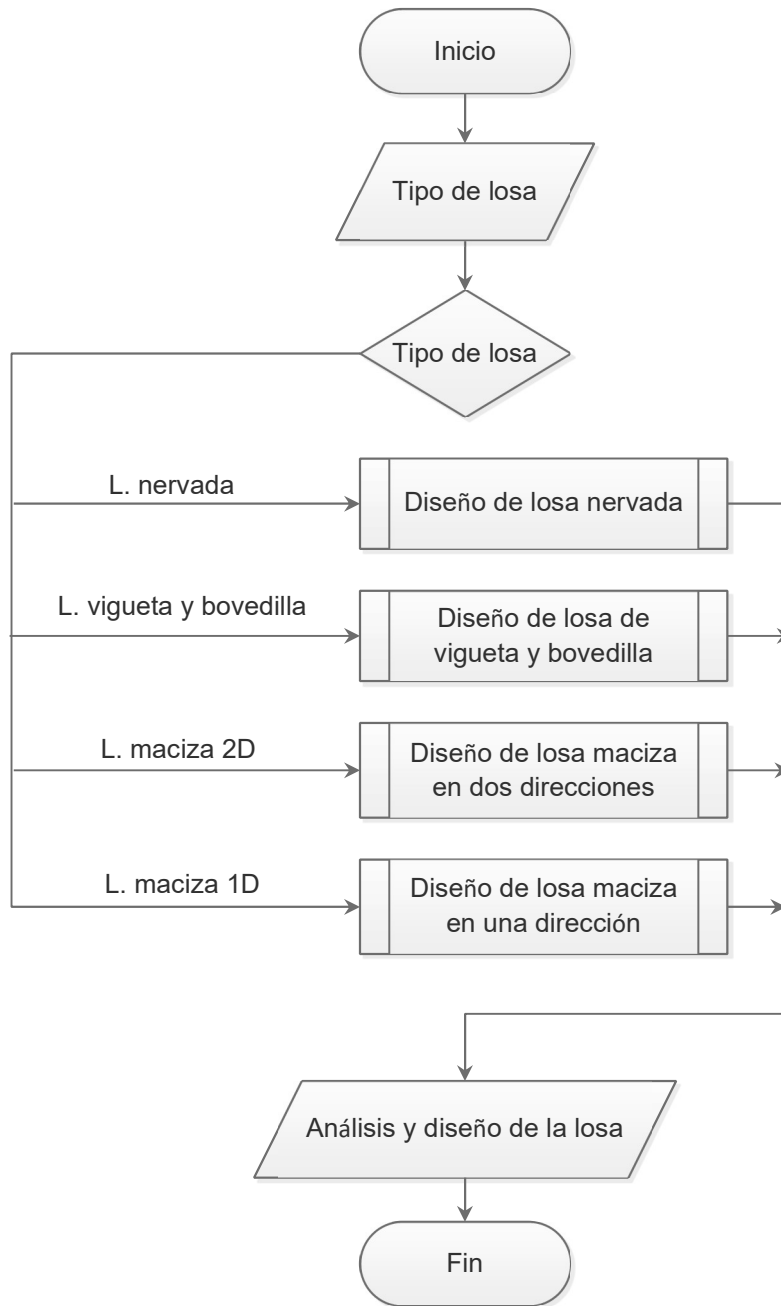 Inicio
Tipo de losa
Tipo de losa
L. nervada
Diseño de losa nervada
L. vigueta y bovedilla
Diseño de losa de
vigueta y bovedilla
L. maciza 2D
Diseño de losa maciza
en dos direcciones
L. maciza 1D
Diseño de losa maciza
en una dirección
Análisis y diseño de la losa
Fin